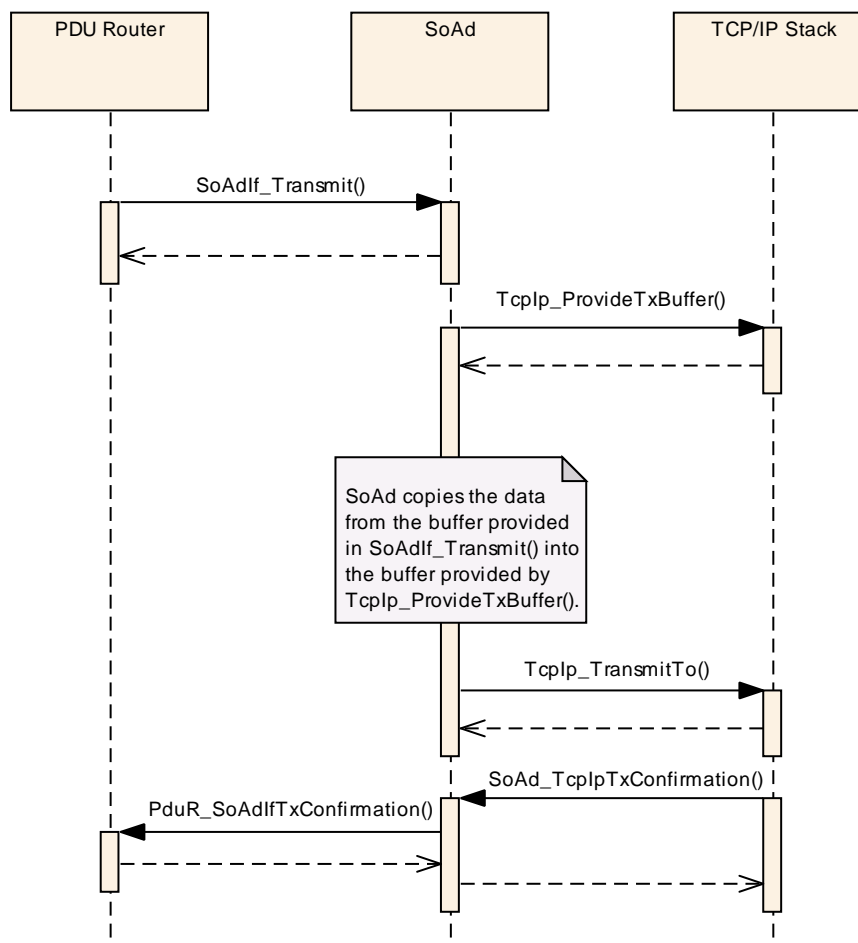 PDU Router
SoAd
TCP/IP Stack
SoAdIf_Transmit()
TcpIp_ProvideTxBuffer()
SoAd copies the data
from the buffer provided
in SoAdIf_Transmit() into
the buffer provided by
TcpIp_ProvideTxBuffer().
TcpIp_TransmitTo()
SoAd_TcpIpTxConfirmation()
PduR_SoAdIfTxConfirmation()